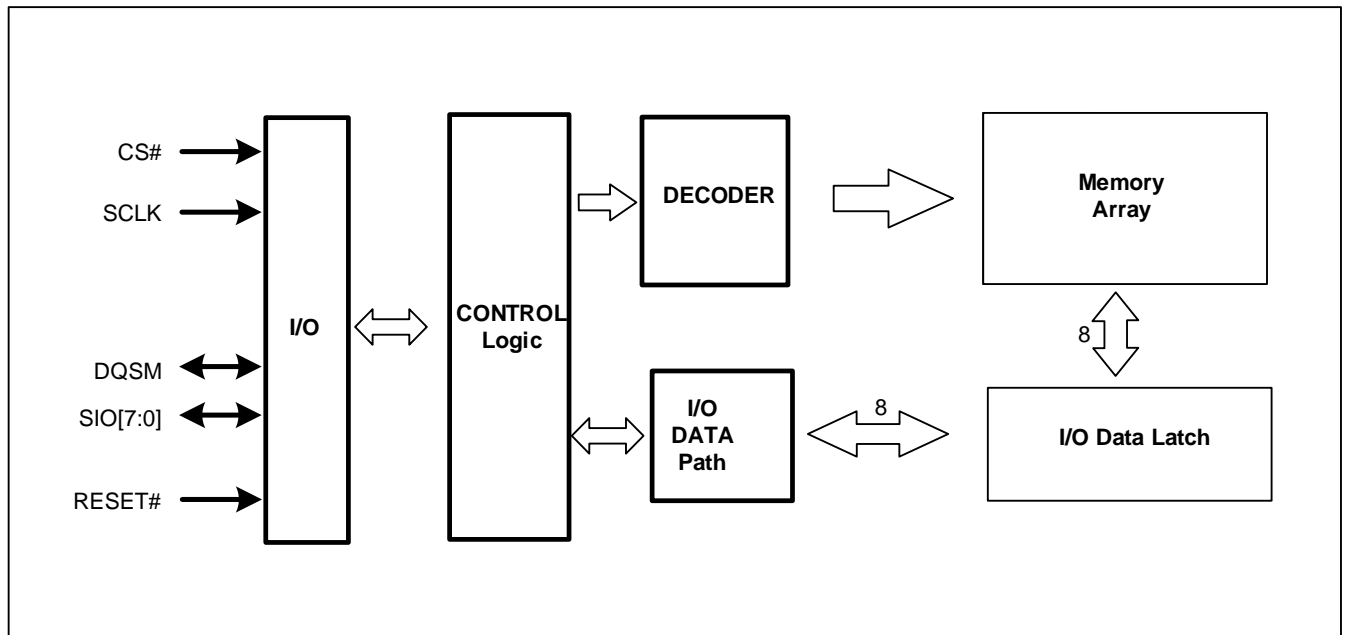 CS#
SCLK
DQSM
SIO[7:0]
RESET#
I/O
CONTROL
Logic
DECODER
I/O
DATA
Path
8
Memory
Array
8
I/O Data Latch